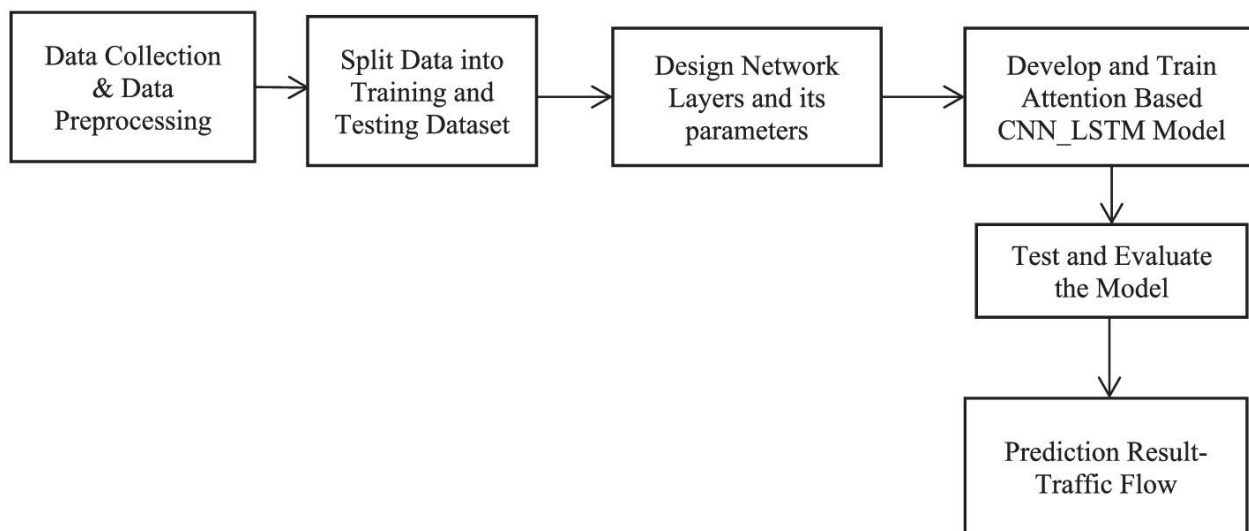 Data Collection
& Data
Preprocessing
Split Data into
Training and
Testing Dataset
Design Network
Layers and its
parameters
Develop and Train
Attention Based
CNN_LSTM Model
Test and Evaluate
the Model
Prediction Result-
Traffic Flow